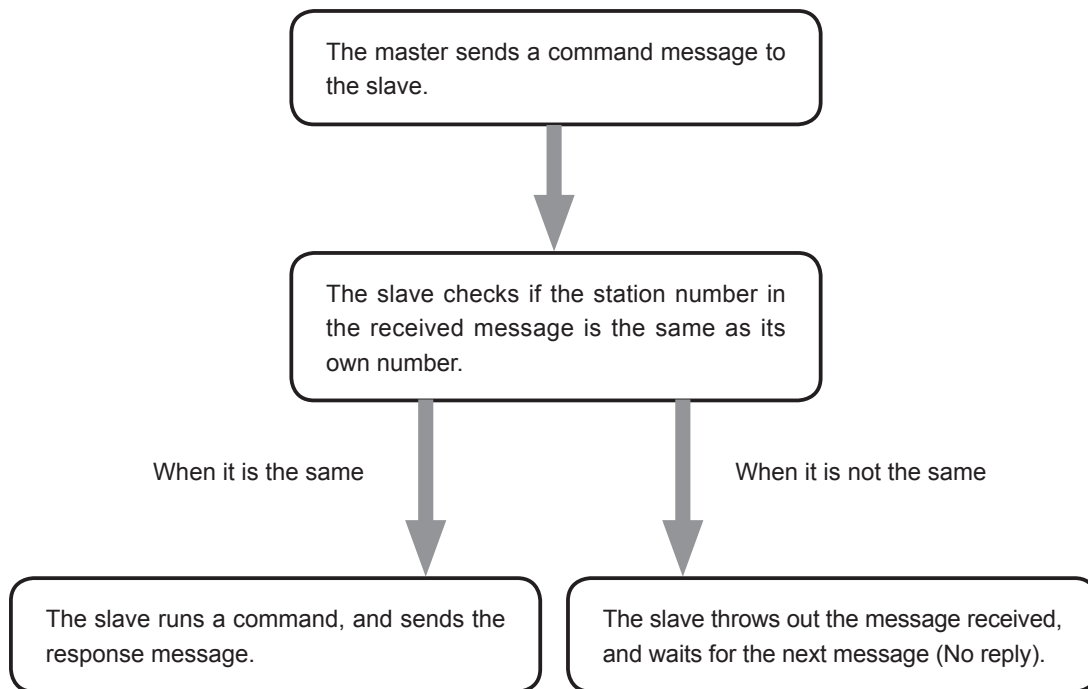 The master sends a command message to
the slave.
The slave checks if the station number in
the received message is the same as its
own number.
When it is the same
When it is not the same
The slave runs a command, and sends the
response message.
The slave throws out the message received,
and waits for the next message (No reply).